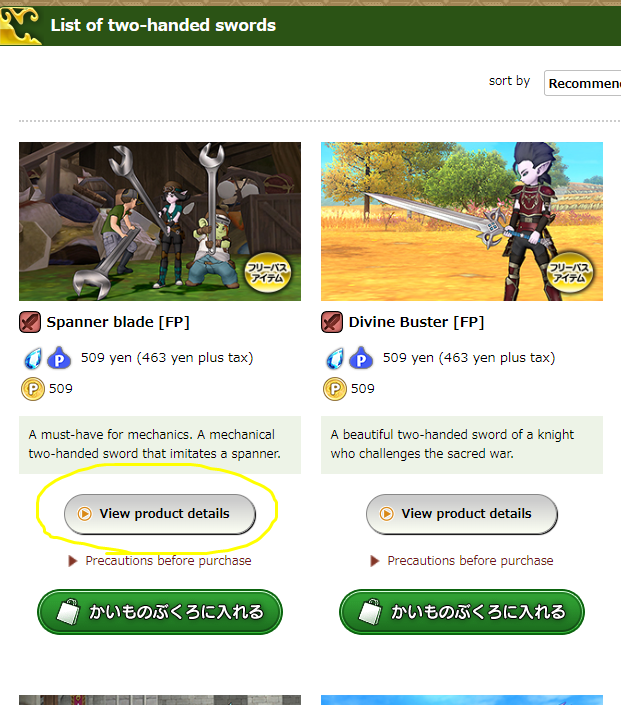 List of two-handed swords
sort by
Recommen
フリーパス
アイテム
フリーパス
アイテム
Spanner blade [FP]
Divine Buster [FP]
P 509 yen (463 yen plus tax)
P 509 yen (463 yen plus tax)
P 509
P 509
A must-have for mechanics. A mechanical
two-handed sword that imitates a spanner.
A beautiful two-handed sword of a knight
who challenges the sacred war.
View product details
View product details
Precautions before purchase
Precautions before purchase
かいものぶくろに入れる
かいものぶくろに入れる